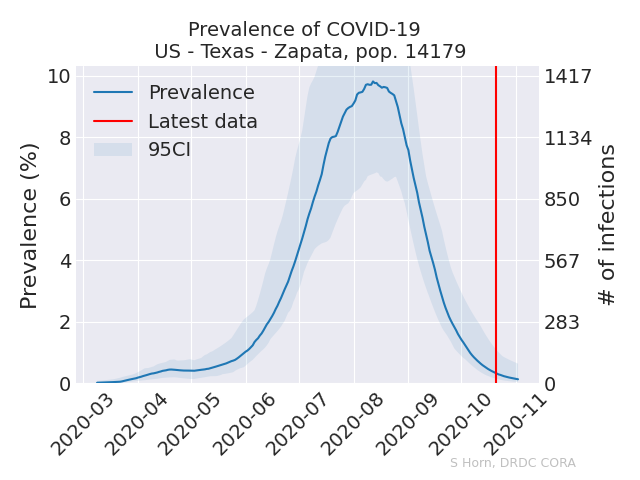 Prevalence of COVID-19
US - Texas - Zapata, pop. 14179
Prevalence (%)
10
8
6
4
2
0
Prevalence
Latest data
95CI
1417
1134
850
567
283
0
# of infections
2020-03
2020-04
2020-05
2020-06
2020-07
2020-08
2020-09
2020-10
2020-11
S Horn, DRDC CORA